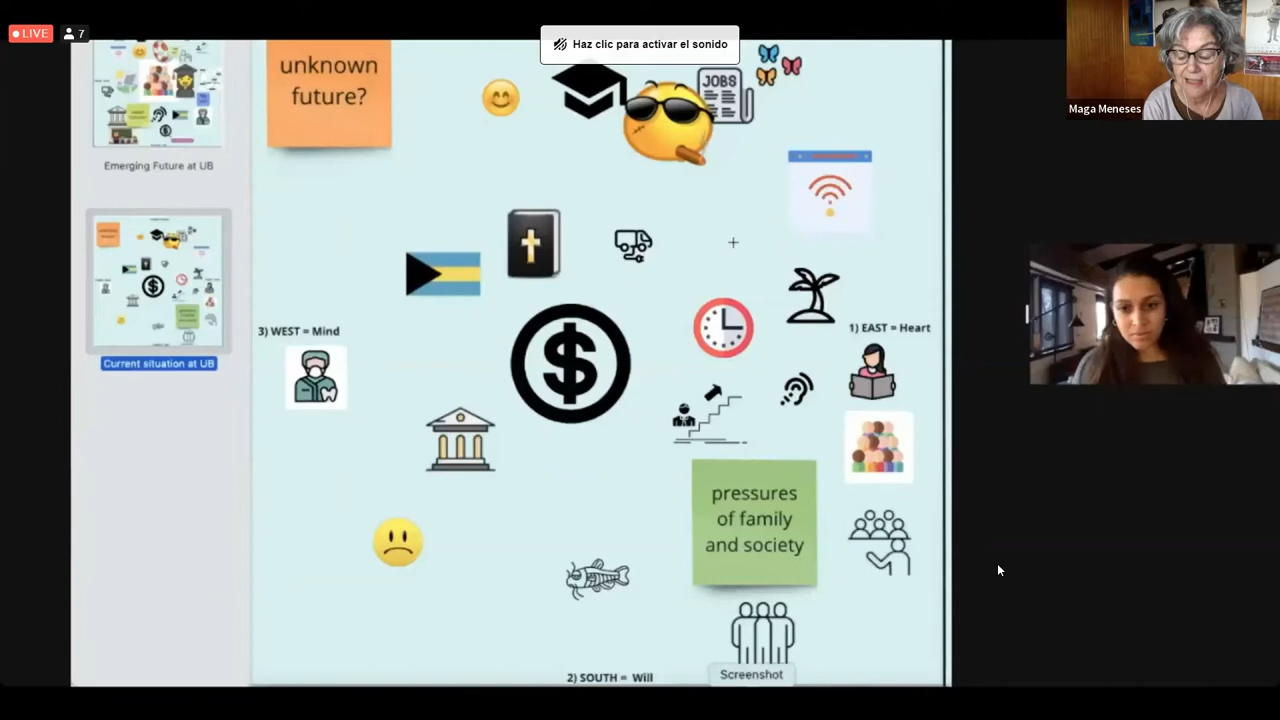 LIVE
7
Haz clic para activar el sonido
Maga Meneses
unknown
future?
JOBS
Emerging Future at UB
3) WEST = Mind
1) EAST = Heart
Current situation at UB
$
pressures
of family
and society
Screenshot
2) SOUTH = Will